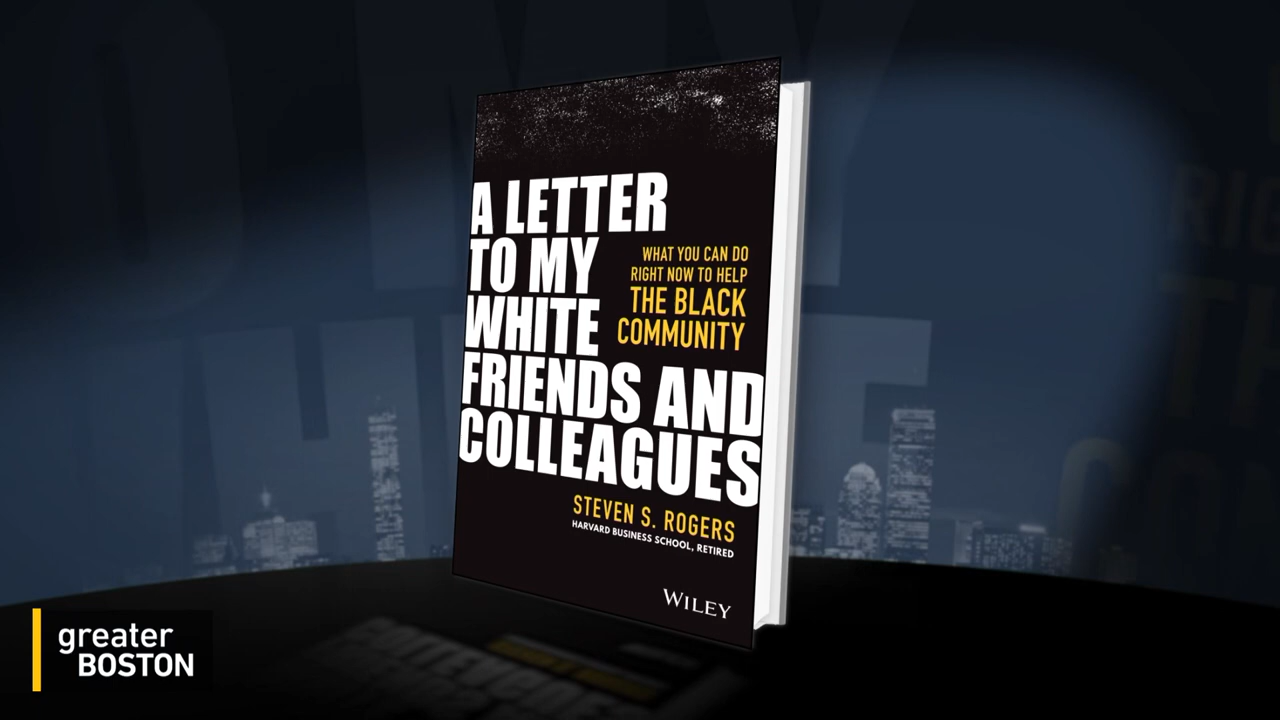 A LETTER
TO MY
WHITE
FRIENDS AND
COLLEAGUES
WHAT YOU CAN DO
RIGHT NOW TO HELP
THE BLACK
COMMUNITY
STEVEN S. ROGERS
HARVARD BUSINESS SCHOOL, RETIRED
WILEY
greater
BOSTON